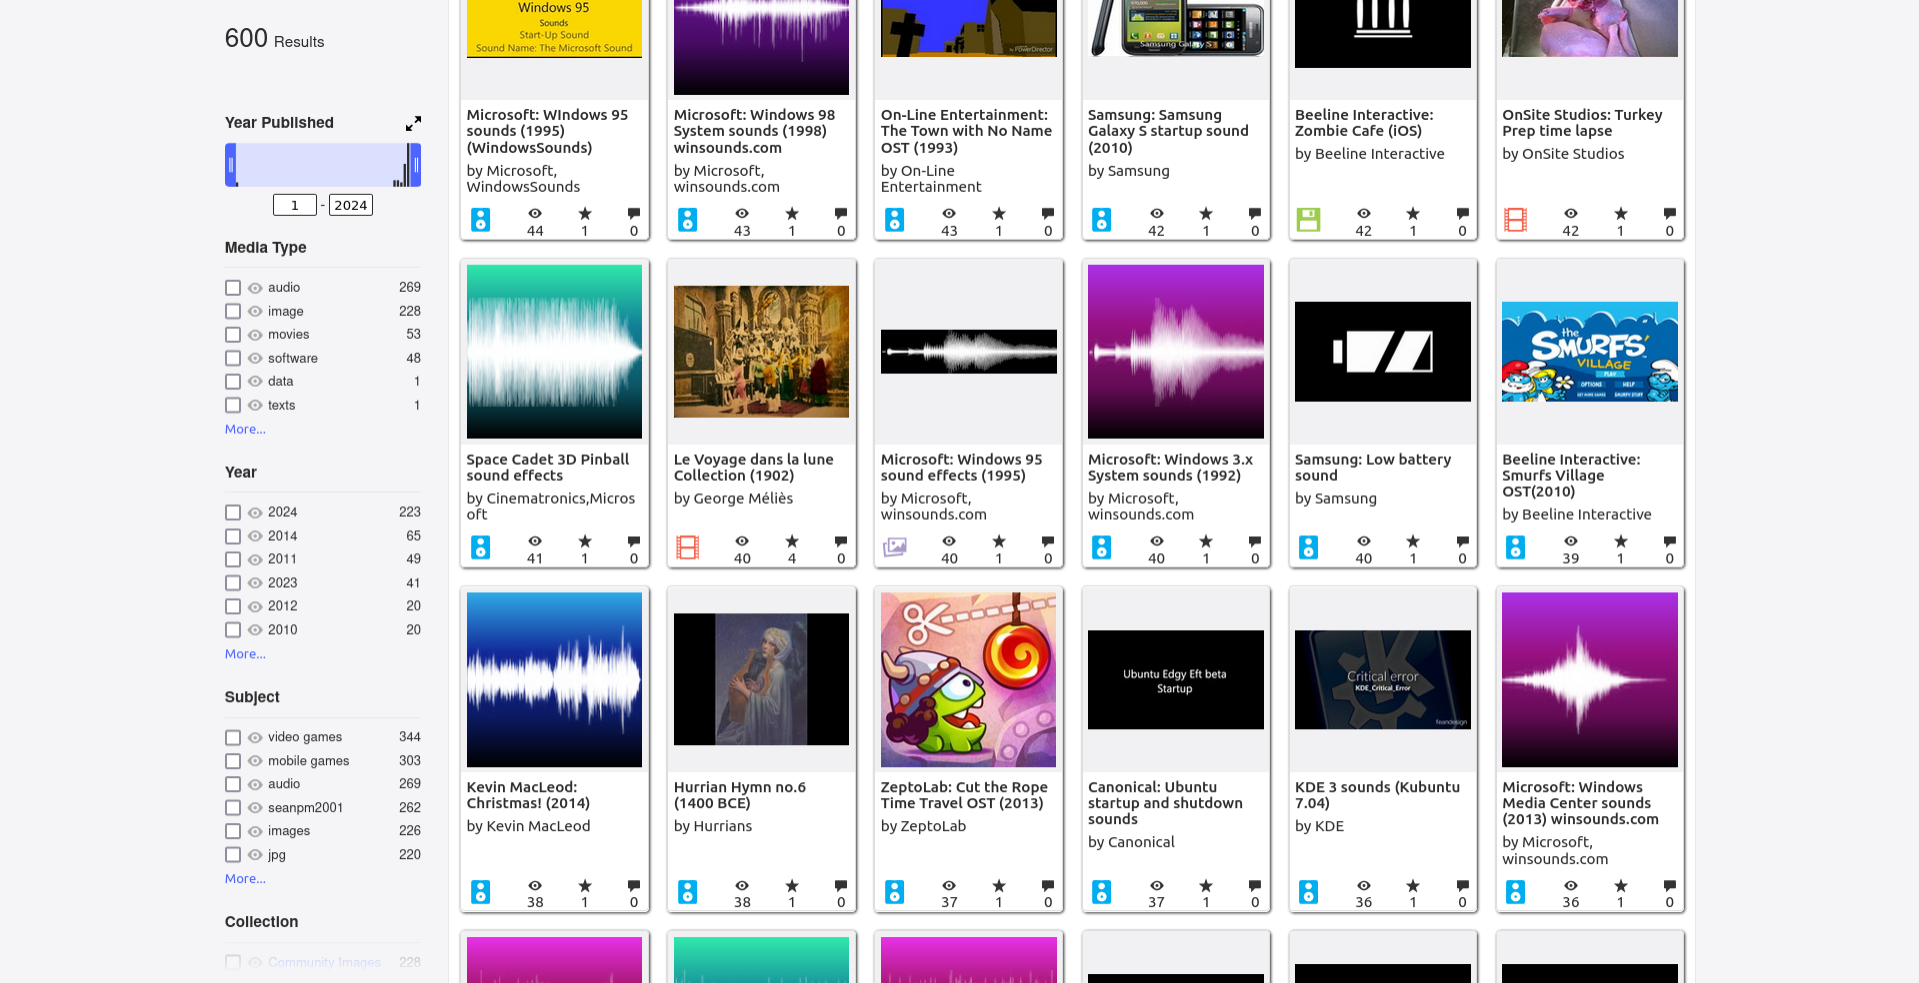 600 Results
Year Published
1 - 2024
Media Type
audio 269
image 228
movies 53
software 48
data 1
texts 1
More...
Year
2024 223
2014 65
2011 49
2023 41
2012 20
2010 20
More...
Subject
video games 344
mobile games 303
audio 269
seanpm2001 262
images 226
jpg 220
More...
Collection
Community Images 228
Windows 95
Sounds
Start-Up Sound
Sound Name: The Microsoft Sound
Microsoft: WIndows 95
sounds (1995)
(WindowsSounds)
by Microsoft,
WindowsSounds
44 1 0
Microsoft: Windows 98
System sounds (1998)
winsounds.com
by Microsoft,
winsounds.com
43 1 0
by PowerDirector
On-Line Entertainment:
The Town with No Name
OST (1993)
by On-Line
Entertainment
43 1 0
Samsung Galaxy S
Samsung: Samsung
Galaxy S startup sound
(2010)
by Samsung
42 1 0
Beeline Interactive:
Zombie Cafe (iOS)
by Beeline Interactive
42 1 0
OnSite Studios: Turkey
Prep time lapse
by OnSite Studios
42 1 0
Space Cadet 3D Pinball
sound effects
by Cinematronics,Micros
oft
41 1 0
Le Voyage dans la lune
Collection (1902)
by George Méliès
40 4 0
Microsoft: Windows 95
sound effects (1995)
by Microsoft,
winsounds.com
40 1 0
Microsoft: Windows 3.x
System sounds (1992)
by Microsoft,
winsounds.com
40 1 0
Samsung: Low battery
sound
by Samsung
40 1 0
the
SMURFS'
VILLAGE
PLAY
OPTIONS HELP
GET MORE GAMES SMURFY STUFF
Beeline Interactive:
Smurfs Village
OST(2010)
by Beeline Interactive
39 1 0
Kevin MacLeod:
Christmas! (2014)
by Kevin MacLeod
38 1 0
Hurrian Hymn no.6
(1400 BCE)
by Hurrians
38 1 0
ZeptoLab: Cut the Rope
Time Travel OST (2013)
by ZeptoLab
37 1 0
Ubuntu Edgy Eft beta
Startup
Canonical: Ubuntu
startup and shutdown
sounds
by Canonical
37 1 0
Critical error
KDE_Critical_Error
feandesign
KDE 3 sounds (Kubuntu
7.04)
by KDE
36 1 0
Microsoft: Windows
Media Center sounds
(2013) winsounds.com
by Microsoft,
winsounds.com
36 1 0